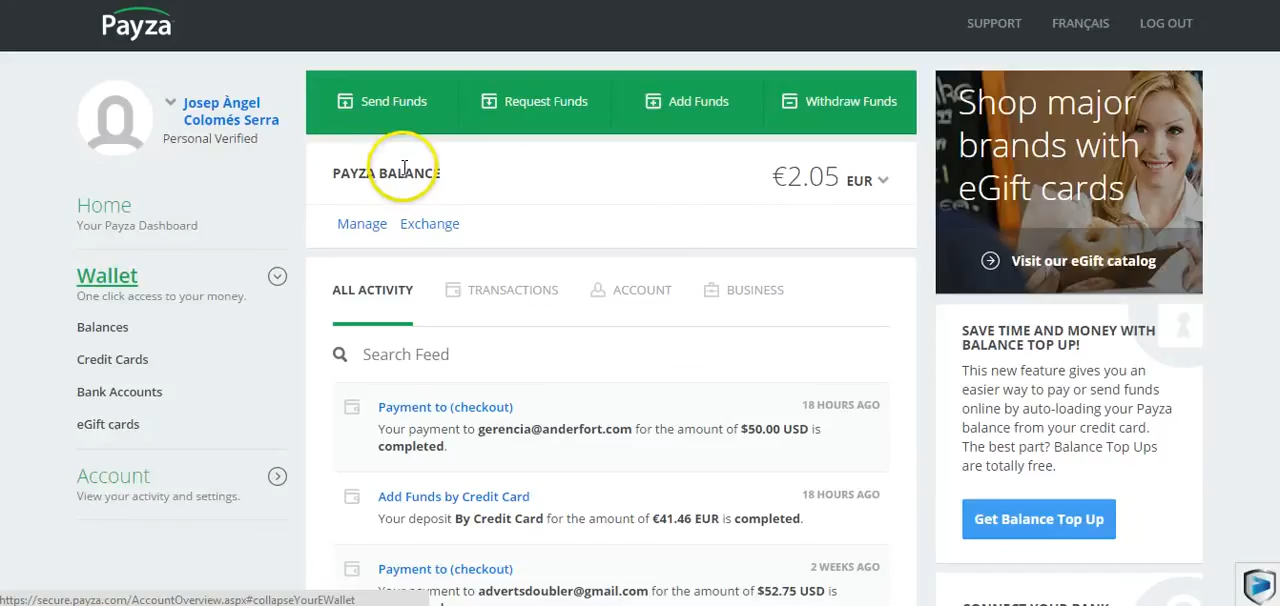 Payza
SUPPORT
FRANÇAIS
LOG OUT
Josep Àngel
Colomés Serra
Personal Verified
Home
Your Payza Dashboard
Wallet
One click access to your money.
Balances
Credit Cards
Bank Accounts
eGift cards
Account
View your activity and settings.
Send Funds
Request Funds
Add Funds
Withdraw Funds
PAYZA BALANCE
€2.05 EUR
Manage
Exchange
ALL ACTIVITY
TRANSACTIONS
ACCOUNT
BUSINESS
Search Feed
Payment to (checkout)
18 HOURS AGO
Your payment to gerencia@anderfort.com for the amount of $50.00 USD is
completed.
Add Funds by Credit Card
18 HOURS AGO
Your deposit By Credit Card for the amount of €41.46 EUR is completed.
Payment to (checkout)
2 WEEKS AGO
Your payment to advertsdoubler@gmail.com for the amount of $52.75 USD is
Shop major
brands with
eGift cards
Visit our eGift catalog
SAVE TIME AND MONEY WITH
BALANCE TOP UP!
This new feature gives you an
easier way to pay or send funds
online by auto-loading your Payza
balance from your credit card.
The best part? Balance Top Ups
are totally free.
Get Balance Top Up
CONNECT YOUR BANK
https://secure.payza.com/AccountOverview.aspx#collapseYourEWallet